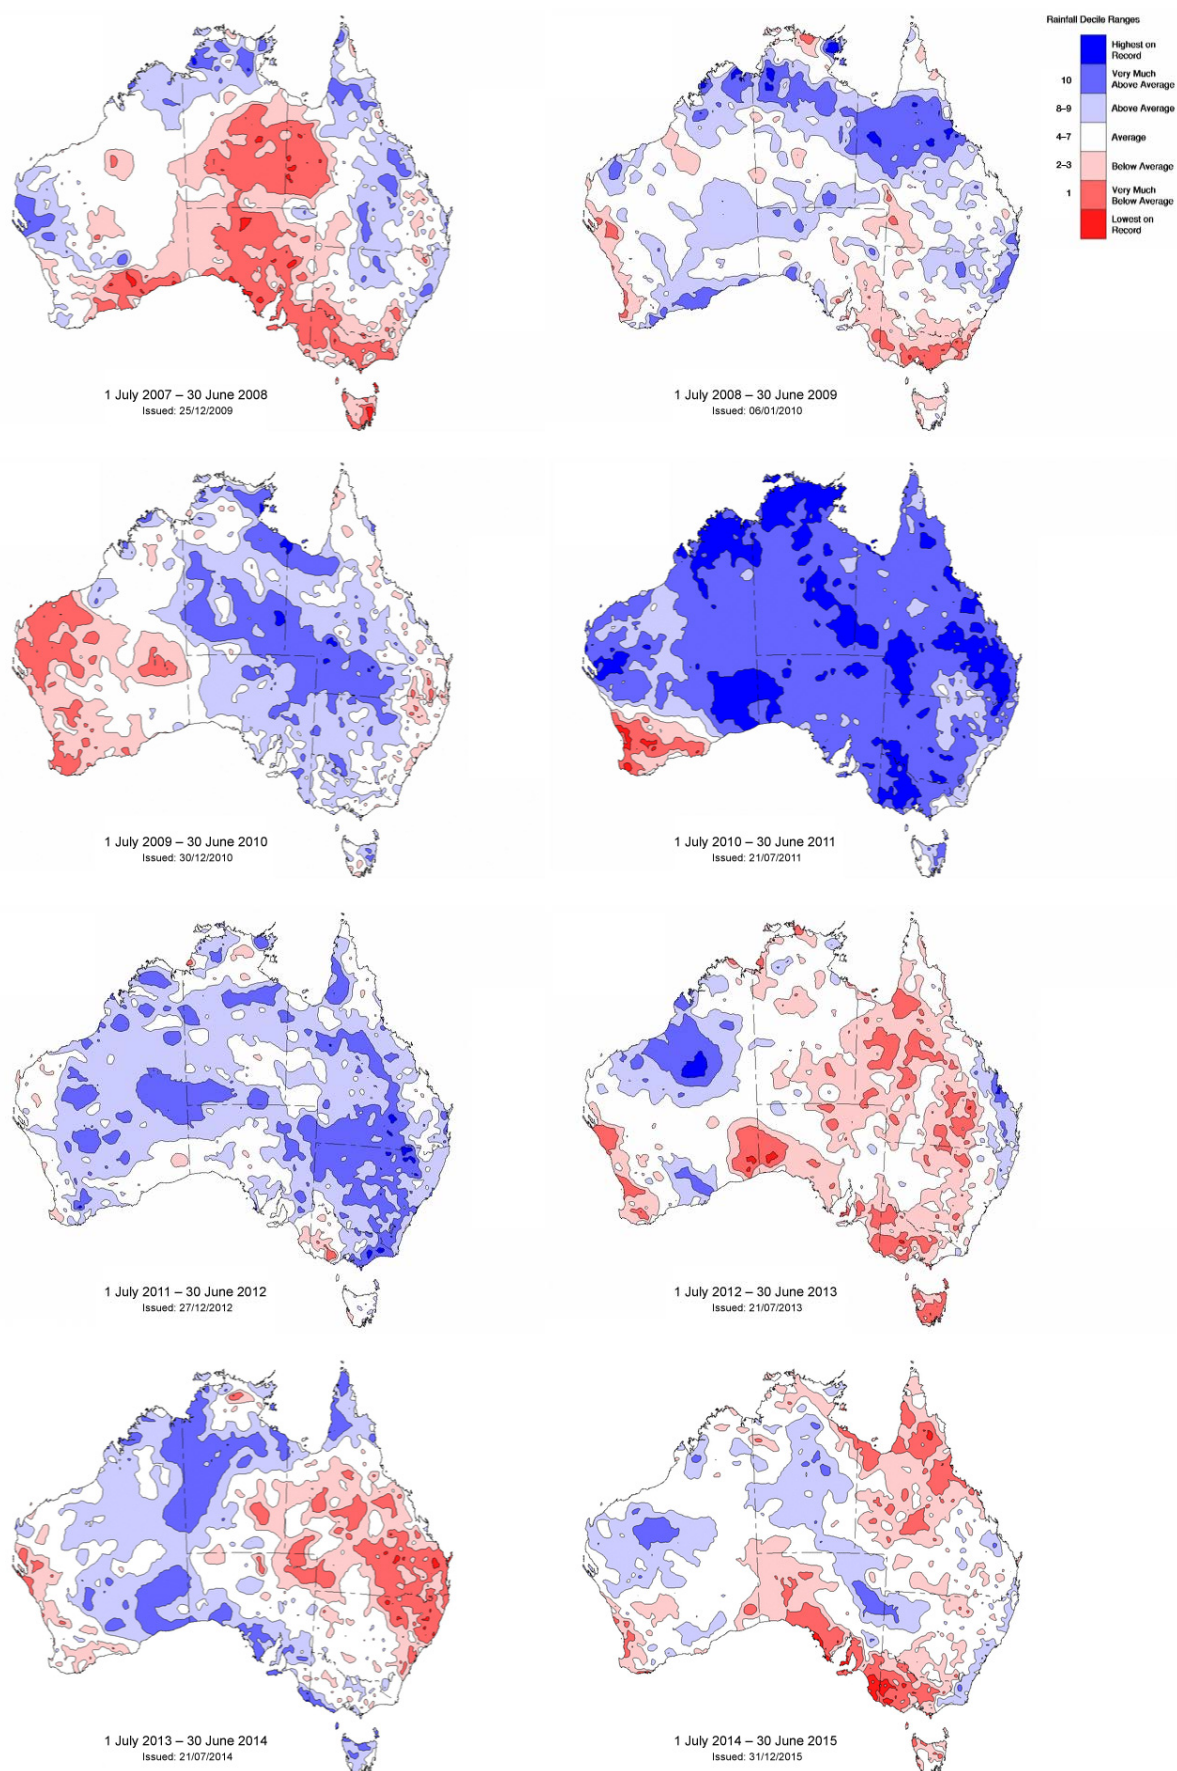 Rainfall Decile Ranges
Highest on
Record
10
Very Much
Above Average
8–9
Above Average
4–7
Average
2–3
Below Average
1
Very Much
Below Average
Lowest on
Record
1 July 2007 – 30 June 2008
Issued: 25/12/2009
1 July 2008 – 30 June 2009
Issued: 06/01/2010
1 July 2009 – 30 June 2010
Issued: 30/12/2010
1 July 2010 – 30 June 2011
Issued: 21/07/2011
1 July 2011 – 30 June 2012
Issued: 27/12/2012
1 July 2012 – 30 June 2013
Issued: 21/07/2013
1 July 2013 – 30 June 2014
Issued: 21/07/2014
1 July 2014 – 30 June 2015
Issued: 31/12/2015